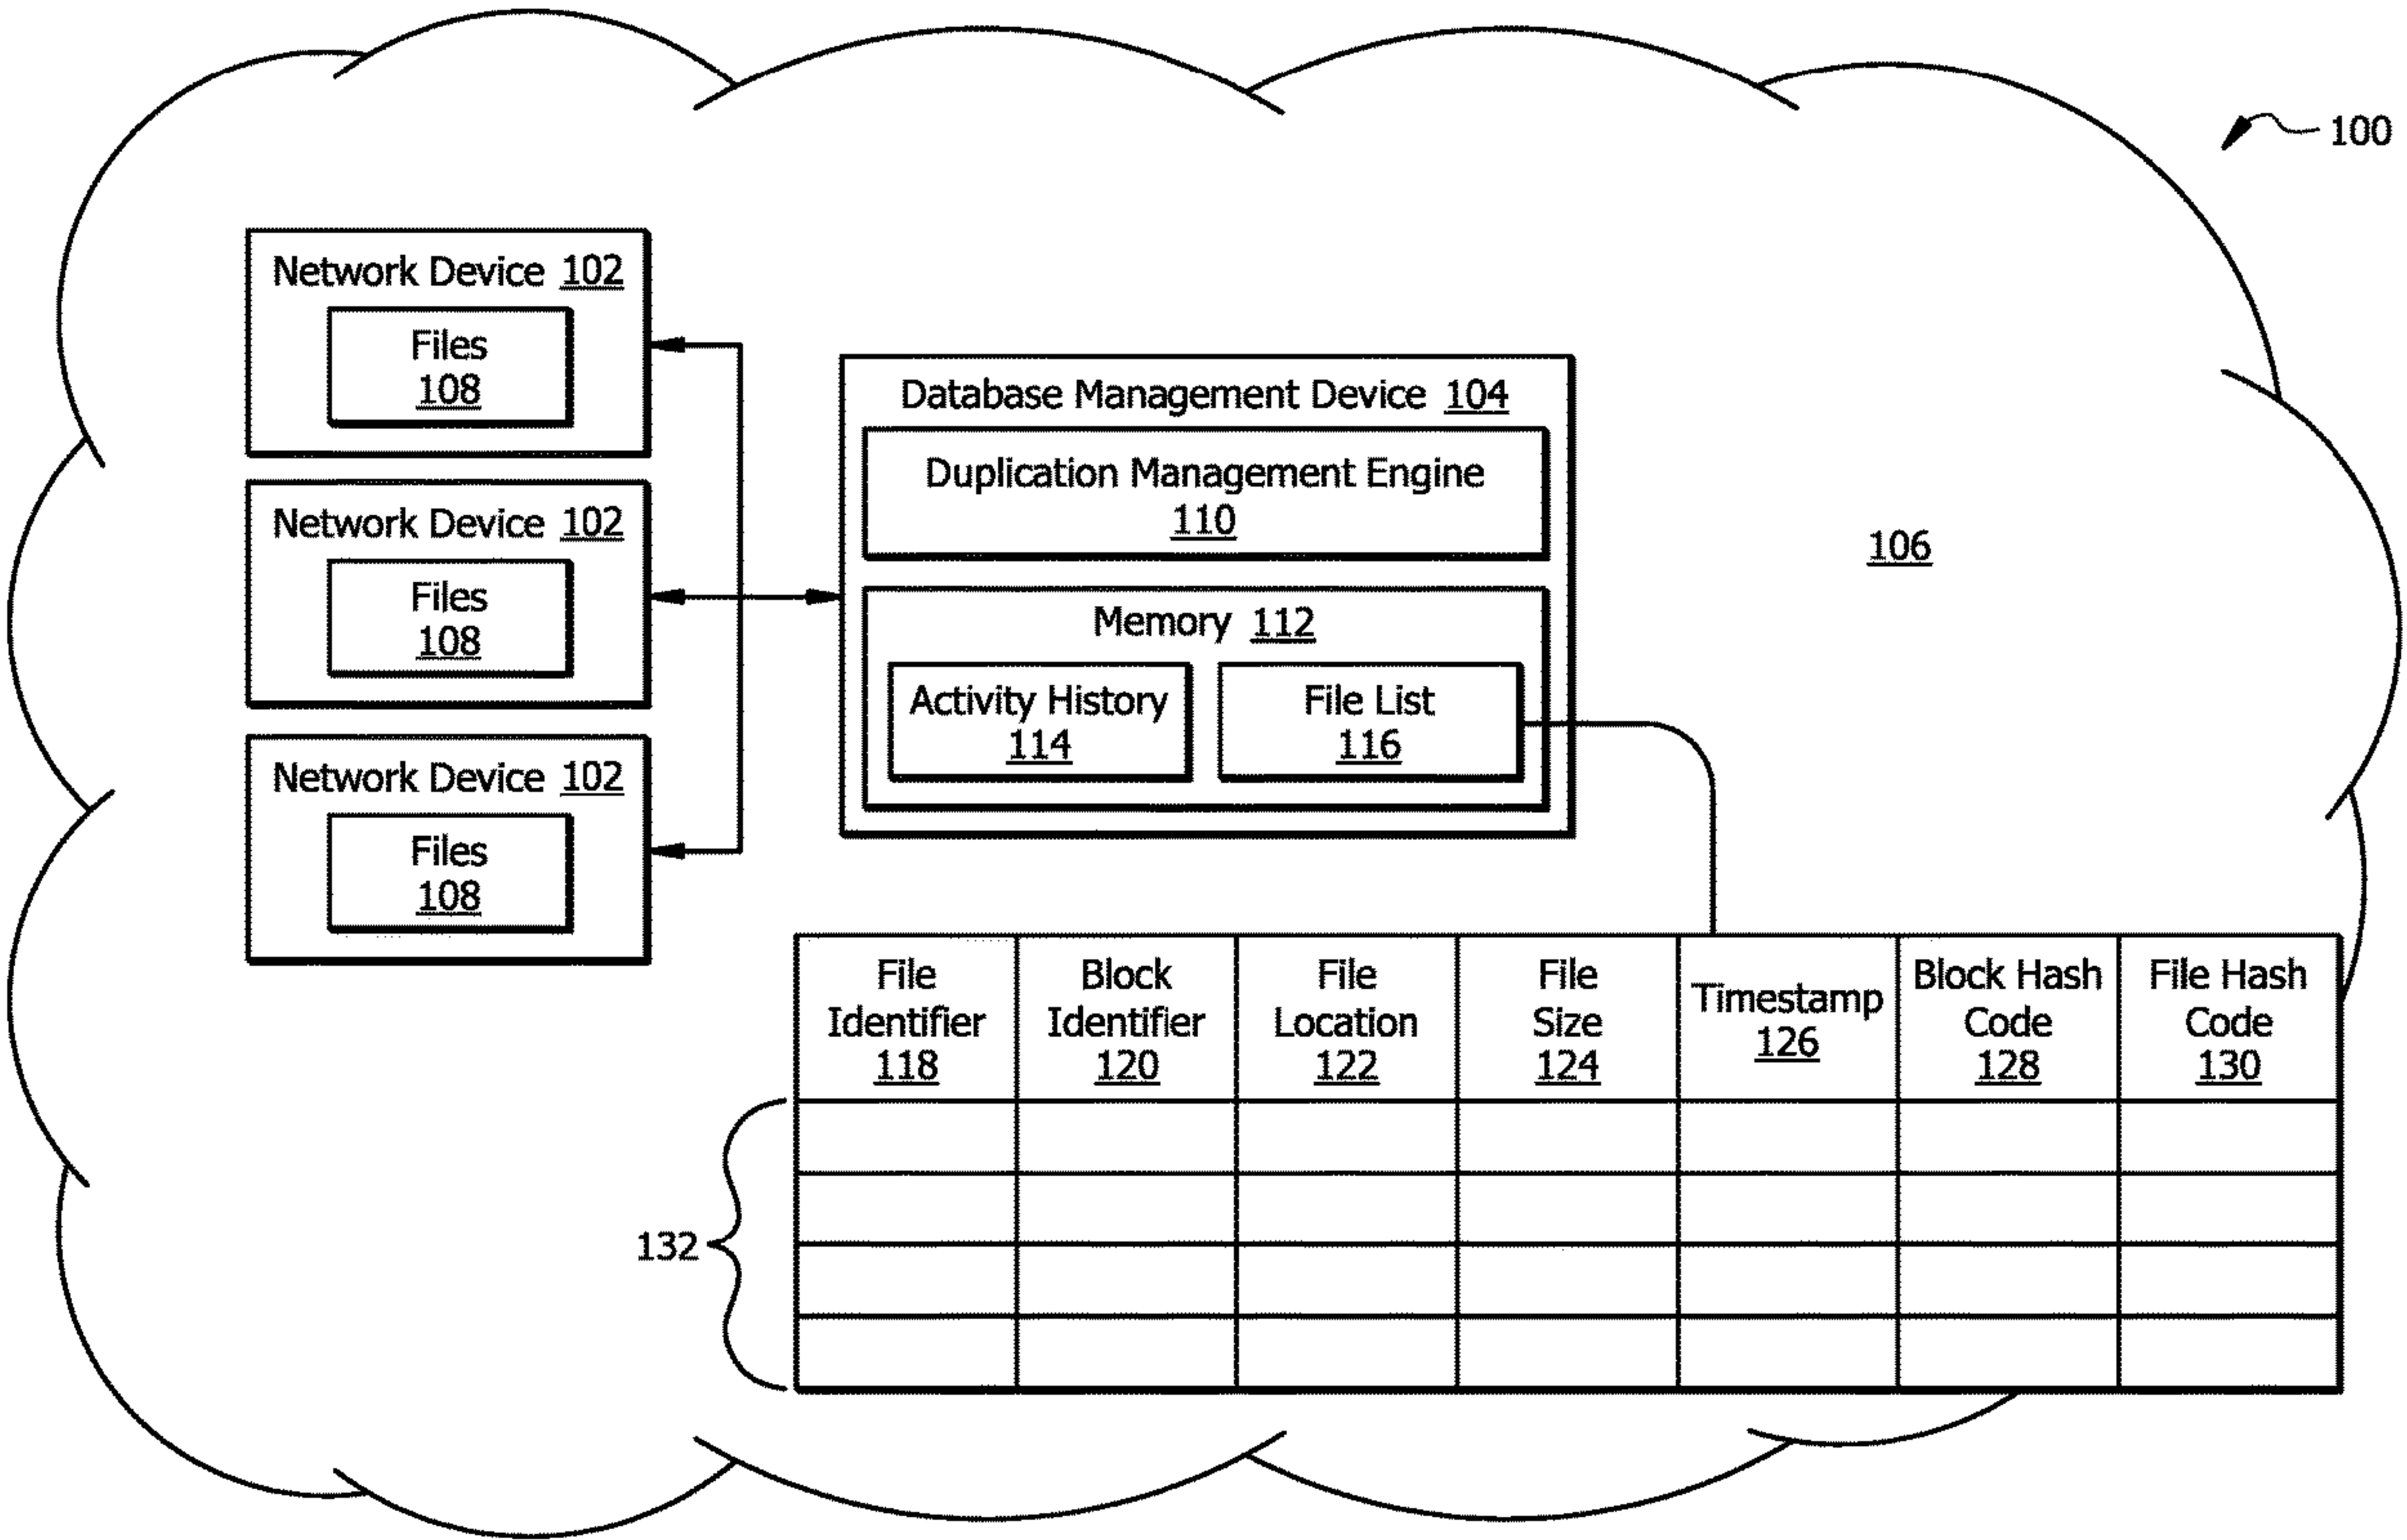 100
Network Device 102
Files
108
Network Device 102
Files
108
Network Device 102
Files
108
Database Management Device 104
Duplication Management Engine
110
Memory 112
Activity History
114
File List
116
106
File
Identifier
118
Block
Identifier
120
File
Location
122
File
Size
124
Timestamp
126
Block Hash
Code
128
File Hash
Code
130
132